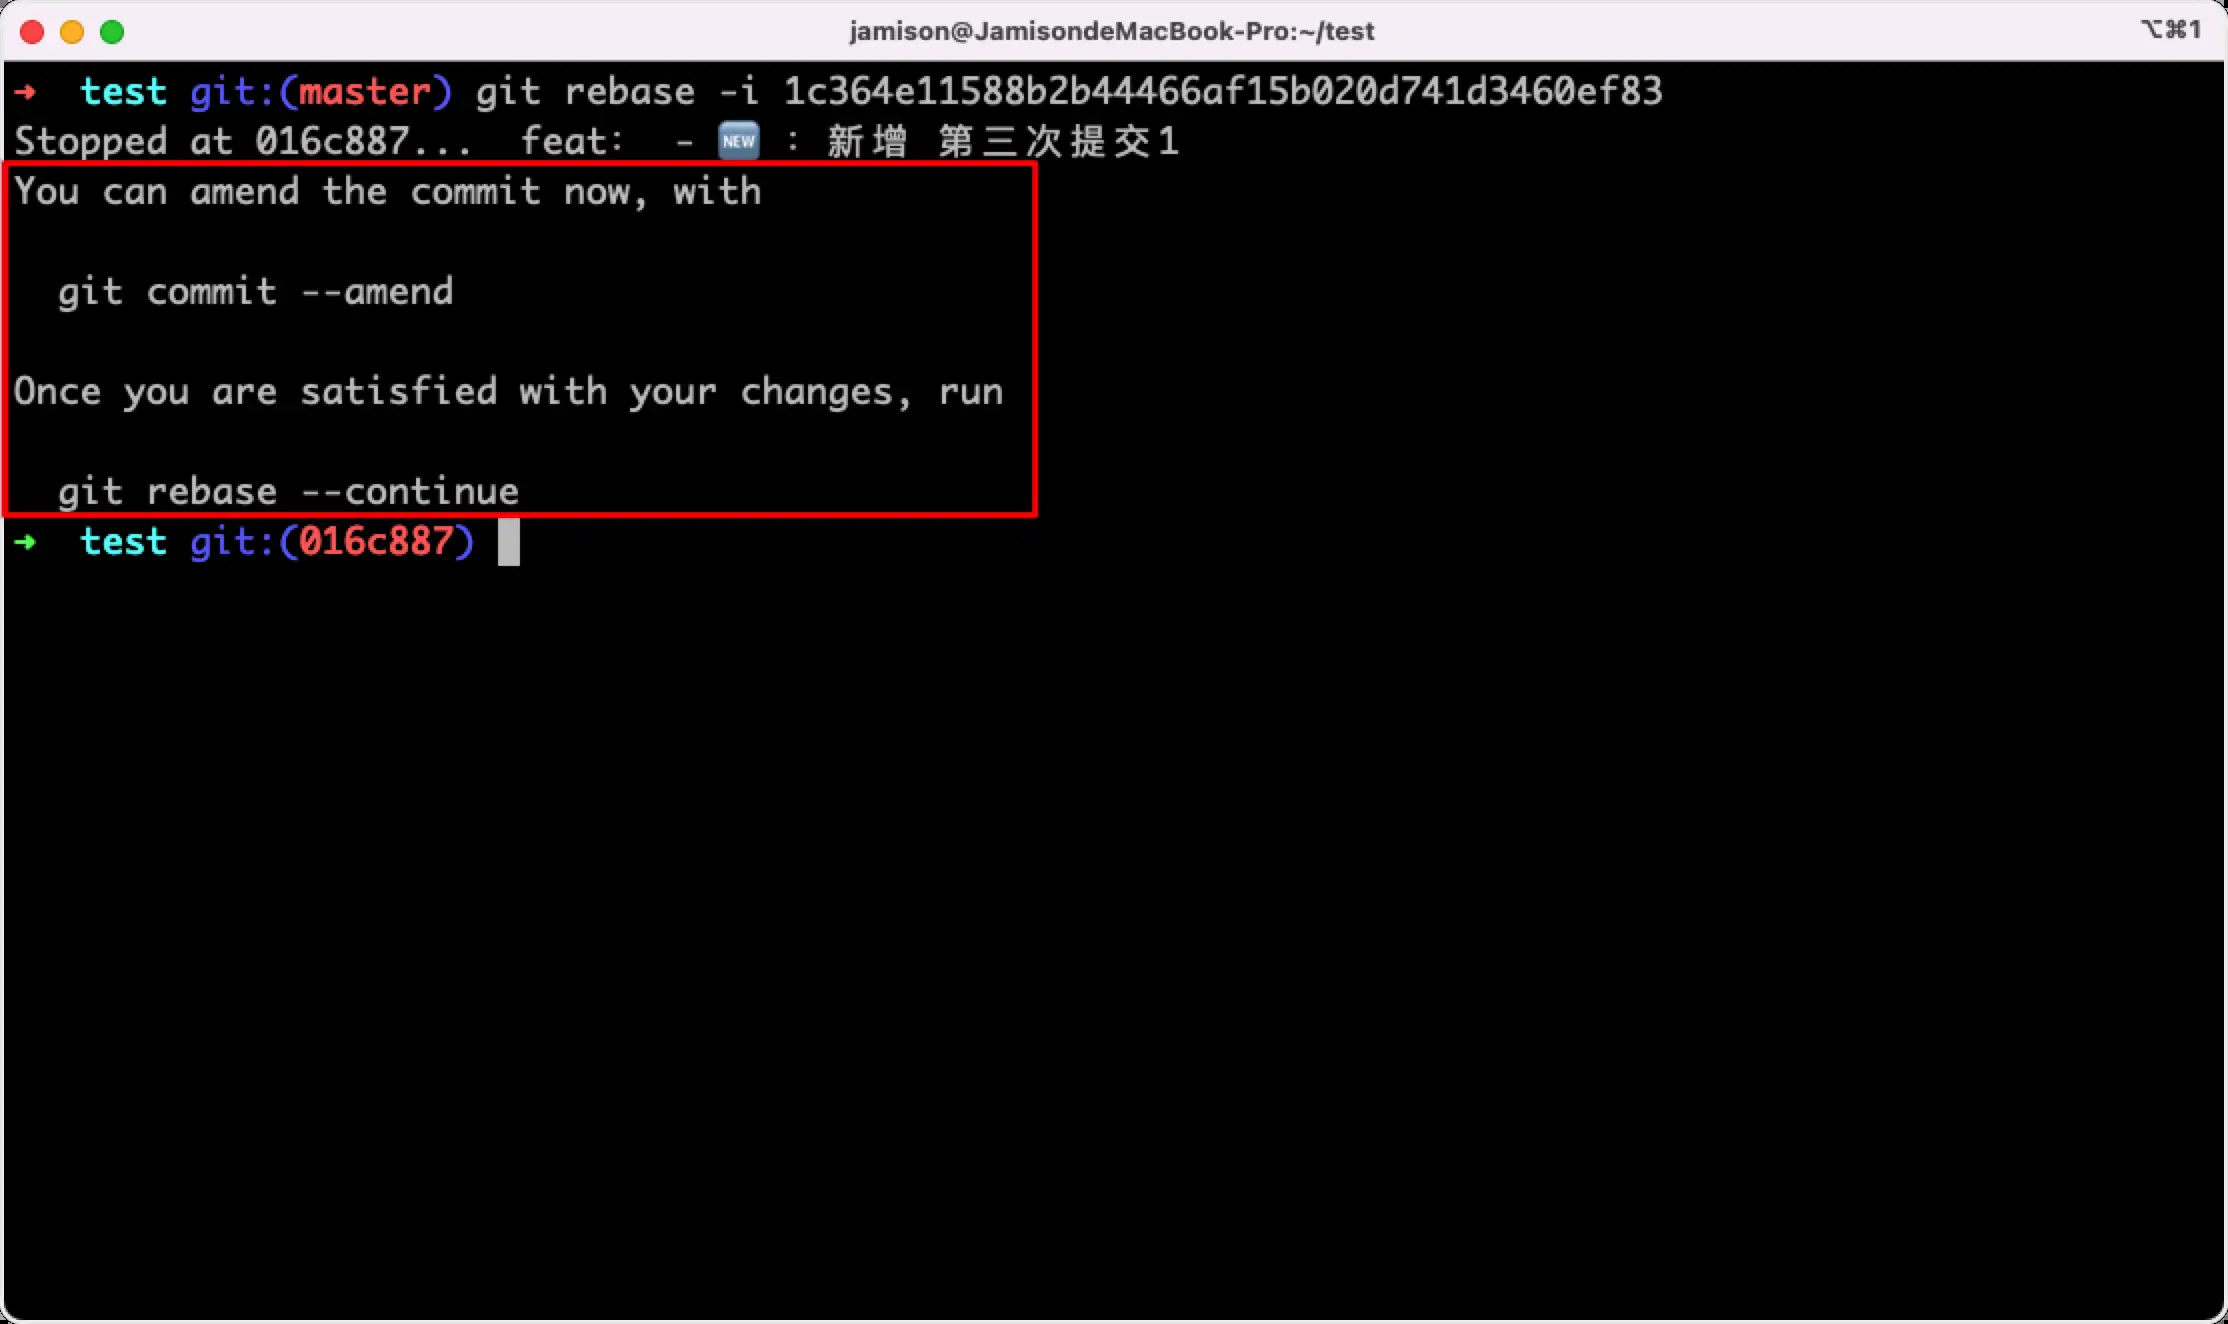 jamison@JamisondeMacBook-Pro:~/test
⌥⌘1
➜ test git:(master) git rebase -i 1c364e11588b2b44466af15b020d741d3460ef83
Stopped at 016c887... feat: - 🆕 : 新增 第三次提交1
You can amend the commit now, with
git commit --amend
Once you are satisfied with your changes, run
git rebase --continue
➜ test git:(016c887)